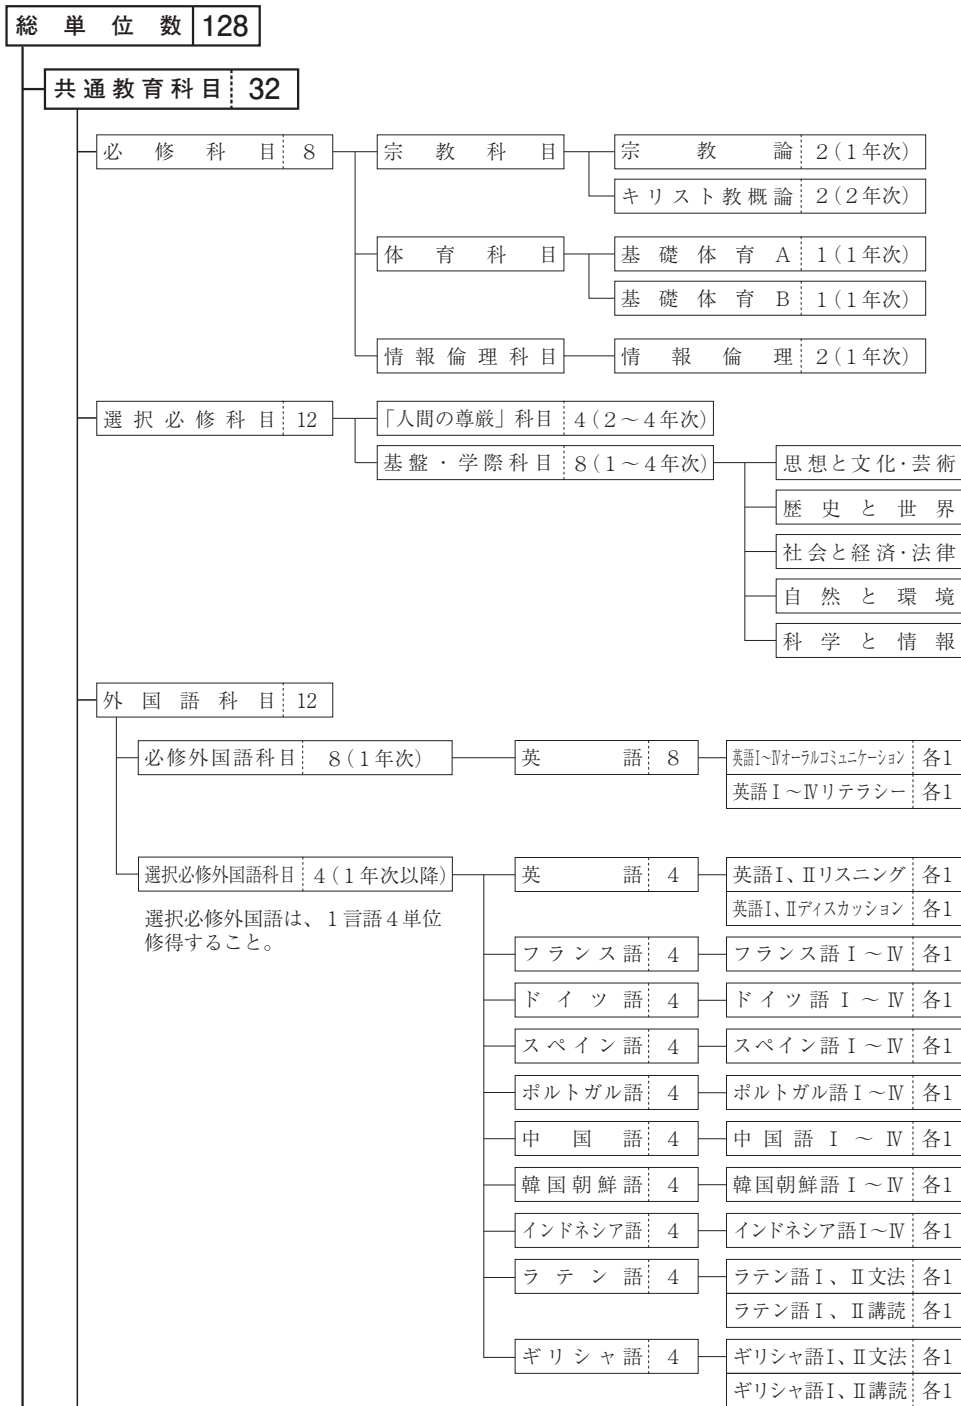 総単位数 128
共通教育科目 32
必修科目 8 宗教科目 宗教論 2(1年次)
キリスト教概論 2(2年次)
体育科目 基礎体育A 1(1年次)
基礎体育B 1(1年次)
情報倫理科目 情報倫理 2(1年次)
選択必修科目 12 「人間の尊厳」科目 4(2～4年次)
基盤・学際科目 8(1～4年次) 思想と文化・芸術
歴史と世界
社会と経済・法律
自然と環境
科学と情報
外国語科目 12
必修外国語科目 8(1年次) 英語 8 英語Ⅰ～Ⅳオーラルコミュニケーション 各1
英語Ⅰ～Ⅳリテラシー 各1
選択必修外国語科目 4(1年次以降) 英語 4 英語Ⅰ、Ⅱリスニング 各1
英語Ⅰ、Ⅱディスカッション 各1
選択必修外国語は、1言語4単位
修得すること。
フランス語 4 フランス語Ⅰ～Ⅳ 各1
ドイツ語 4 ドイツ語Ⅰ～Ⅳ 各1
スペイン語 4 スペイン語Ⅰ～Ⅳ 各1
ポルトガル語 4 ポルトガル語Ⅰ～Ⅳ 各1
中国語 4 中国語Ⅰ～Ⅳ 各1
韓国朝鮮語 4 韓国朝鮮語Ⅰ～Ⅳ 各1
インドネシア語 4 インドネシア語Ⅰ～Ⅳ 各1
ラテン語 4 ラテン語Ⅰ、Ⅱ文法 各1
ラテン語Ⅰ、Ⅱ講読 各1
ギリシャ語 4 ギリシャ語Ⅰ、Ⅱ文法 各1
ギリシャ語Ⅰ、Ⅱ講読 各1